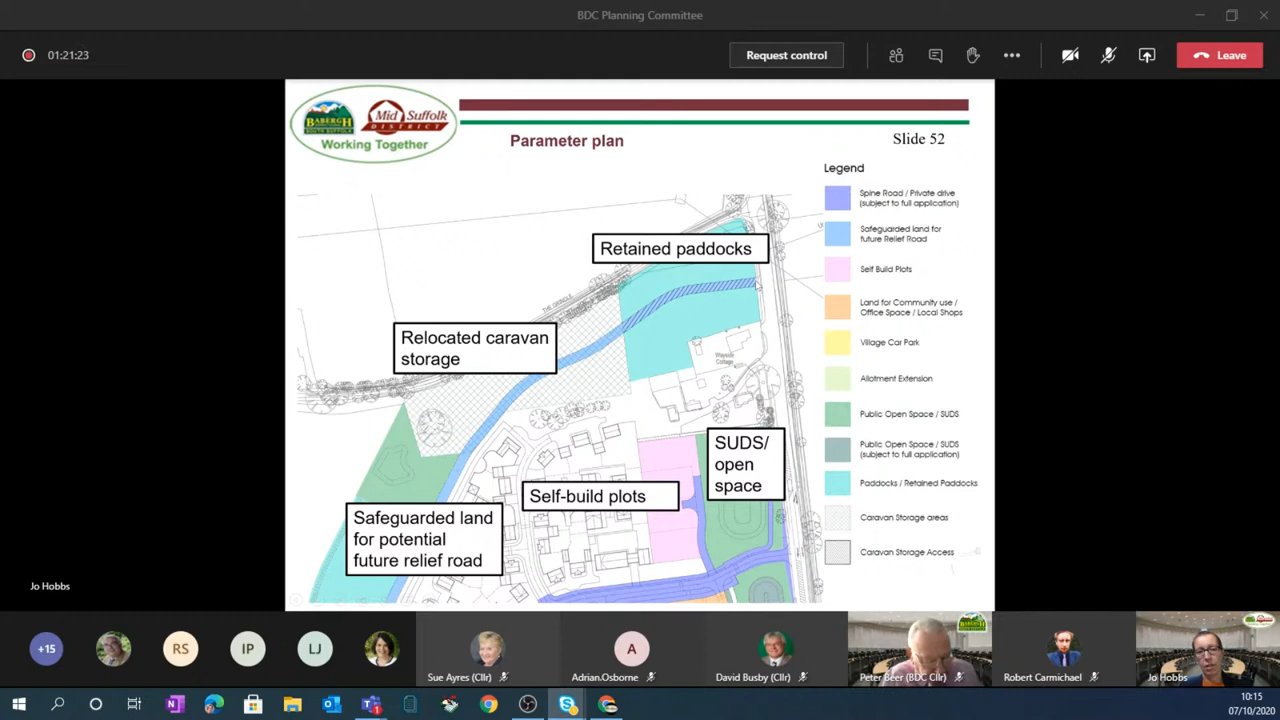 BDC Planning Committee
01:21:23
Request control
Leave
BABERGH
SOUTH SUFFOLK
Mid Suffolk
DISTRICT
Working Together
Parameter plan
Slide 52
Legend
Spine Road / Private drive
(subject to full application)
Safeguarded land for
future Relief Road
Self Build Plots
Land for Community use /
Office Space / Local Shops
Village Car Park
Allotment Extension
Public Open Space / SUDS
Public Open Space / SUDS
(subject to full application)
Paddocks / Retained Paddocks
Caravan Storage areas
Caravan Storage Access
Retained paddocks
THE GRINDLE
Relocated caravan
storage
Wayside
Cottage
SUDS/
open
space
Self-build plots
Safeguarded land
for potential
future relief road
Jo Hobbs
+15
RS
IP
LJ
Sue Ayres (Cllr)
A
Adrian.Osborne
David Busby (Cllr)
Peter Beer (BDC Cllr)
Robert Carmichael
Jo Hobbs
10:15
07/10/2020